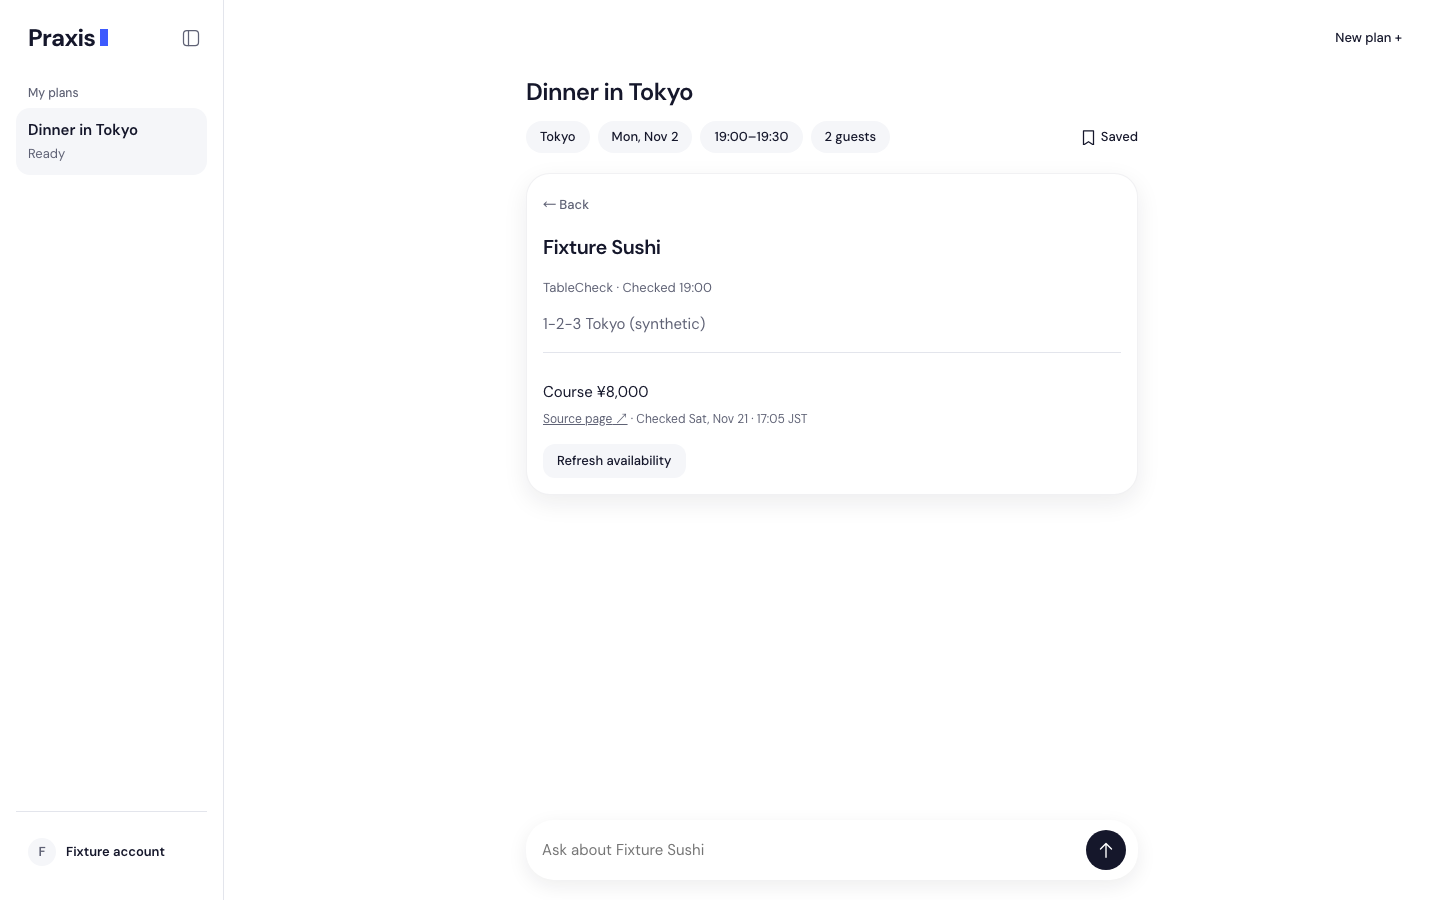 Praxis
New plan +
My plans
Dinner in Tokyo
Ready
Dinner in Tokyo
Tokyo
Mon, Nov 2
19:00–19:30
2 guests
Saved
← Back
Fixture Sushi
TableCheck · Checked 19:00
1-2-3 Tokyo (synthetic)
Course ¥8,000
Source page ↗ · Checked Sat, Nov 21 · 17:05 JST
Refresh availability
Ask about Fixture Sushi
F
Fixture account